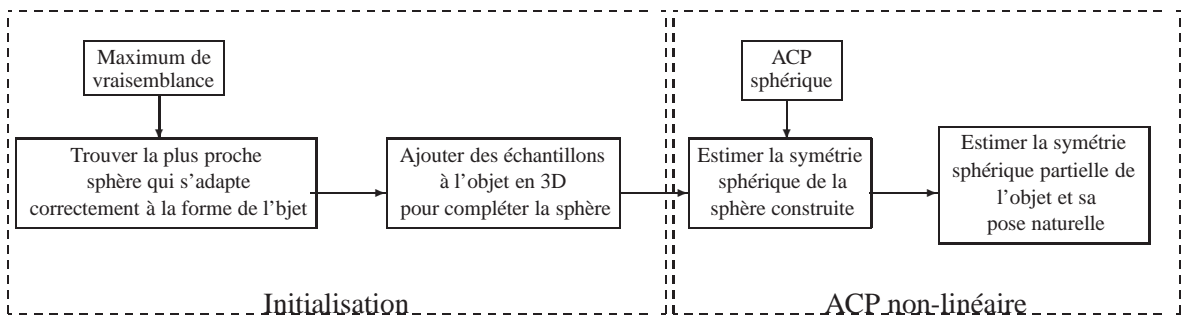 Maximum de
vraisemblance
Trouver la plus proche
sphère qui s'adapte
correctement à la forme de l'bjet
Ajouter des échantillons
à l'objet en 3D
pour compléter la sphère
Initialisation
ACP
sphérique
Estimer la symétrie
sphérique de la
sphère construite
Estimer la symétrie
sphérique partielle de
l'objet et sa
pose naturelle
ACP non-linéaire